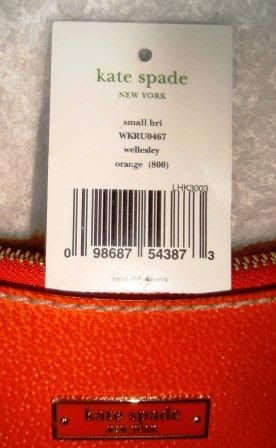 kate spade
NEW YORK
small bri
WKRU0467
wellesley
orange (800)
LHK3003
0 98687 54387 3
kate spade
NEW YORK